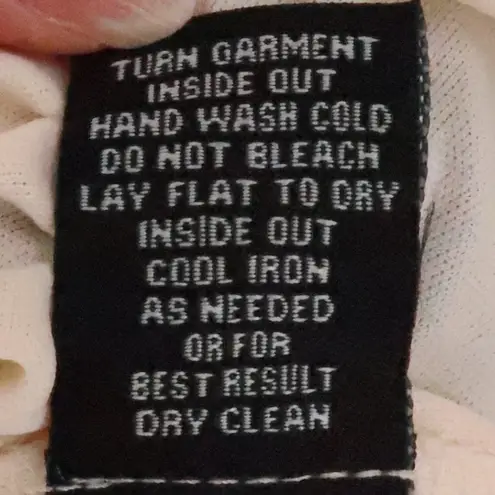 TURN GARMENT
INSIDE OUT
HAND WASH COLD
DO NOT BLEACH
LAY FLAT TO DRY
INSIDE OUT
COOL IRON
AS NEEDED
OR FOR
BEST RESULT
DRY CLEAN